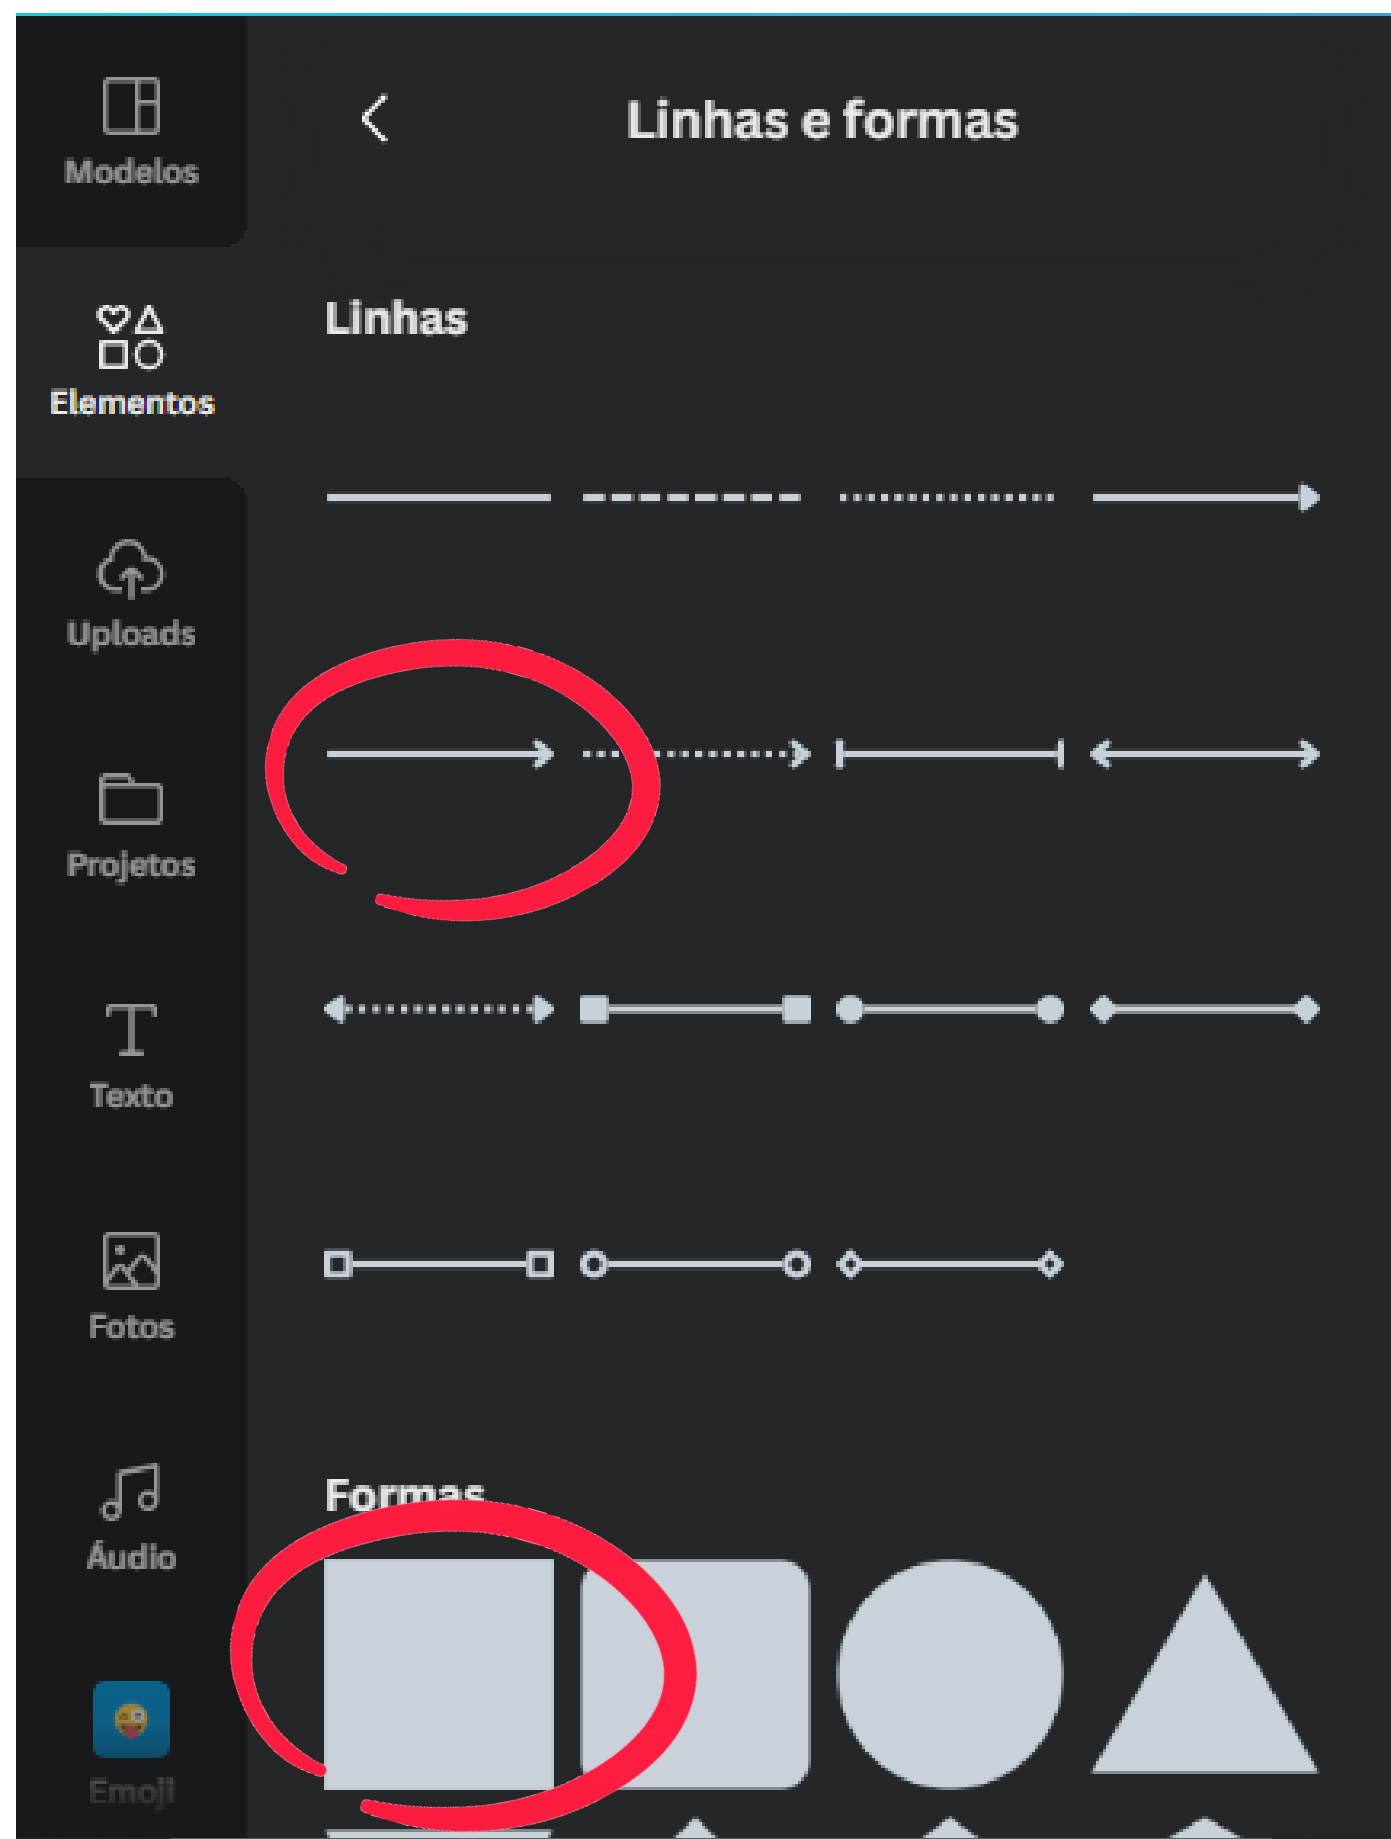 Linhas e formas
Modelos
Linhas
Elementos
Uploads
Projetos
Texto
Fotos
Formas
Áudio
Emoji